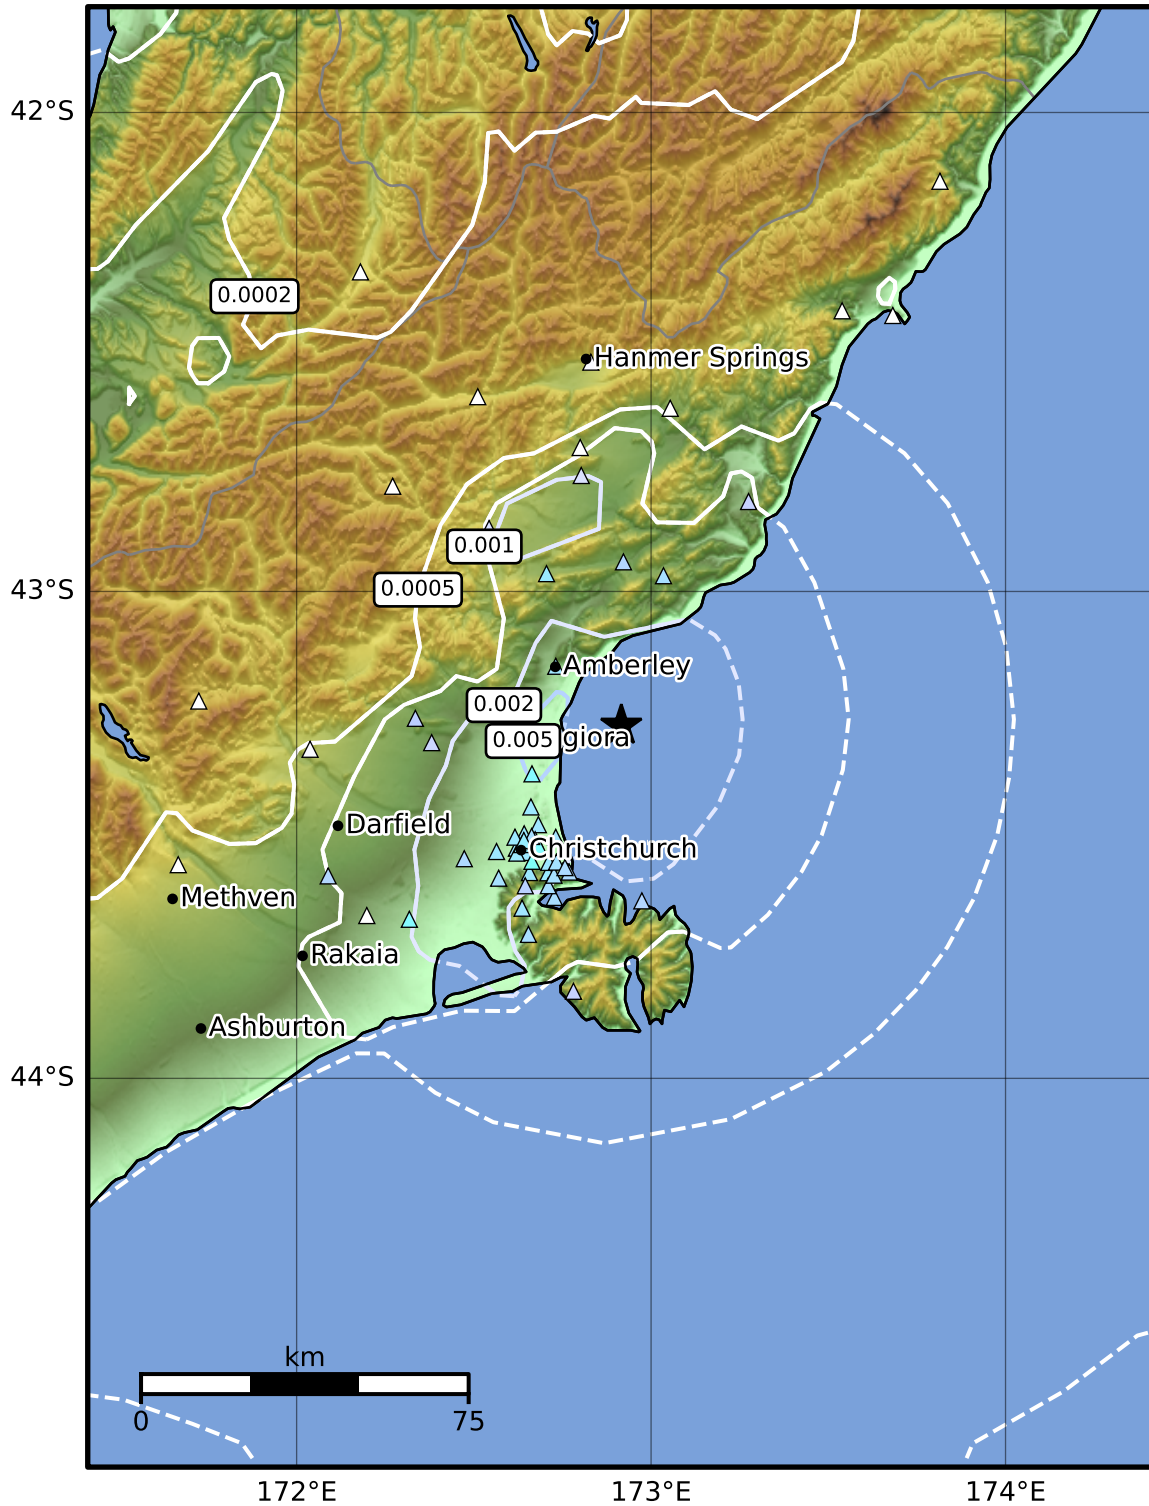 42°S
0.0002
Hanmer Springs
0.001
0.0005
43°S
Amberley
0.002
0.005
giora
Darfield
Christchurch
Methven
Rakaia
Ashburton
44°S
km
0 75
172°E 173°E 174°E